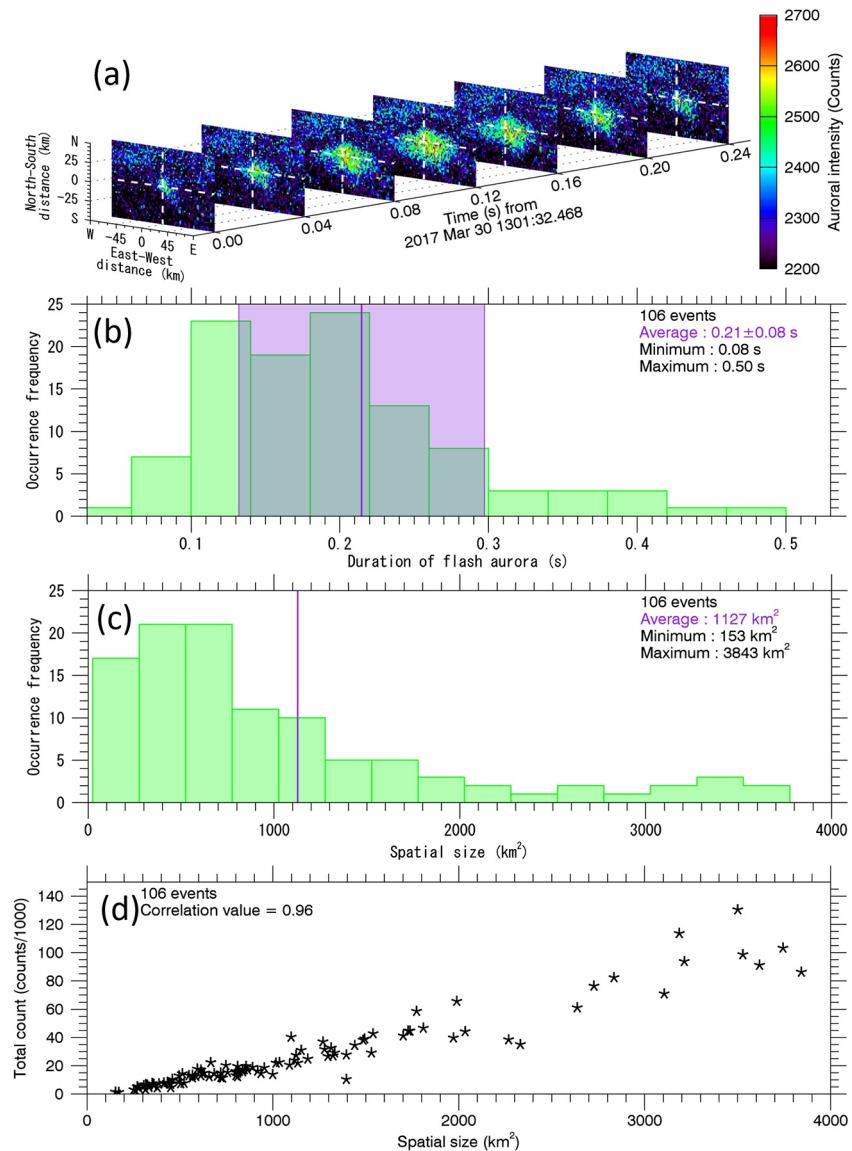 (a)
2700
2600
2500
2400
2300
2200
Auroral intensity (Counts)
North-South
distance (km)
N
25
0
-25
S
W -45 0 45 E
East-West
distance (km)
0.00 0.04 0.08 0.12 0.16 0.20 0.24
Time (s) from
2017 Mar 30 1301:32.468
(b)
106 events
Average : 0.21±0.08 s
Minimum : 0.08 s
Maximum : 0.50 s
Occurrence frequency
25
20
15
10
5
0
0.1 0.2 0.3 0.4 0.5
Duration of flash aurora (s)
(c)
106 events
Average : 1127 km²
Minimum : 153 km²
Maximum : 3843 km²
Occurrence frequency
25
20
15
10
5
0
0 1000 2000 3000 4000
Spatial size (km²)
(d)
106 events
Correlation value = 0.96
Total count (counts/1000)
140
120
100
80
60
40
20
0
0 1000 2000 3000 4000
Spatial size (km²)